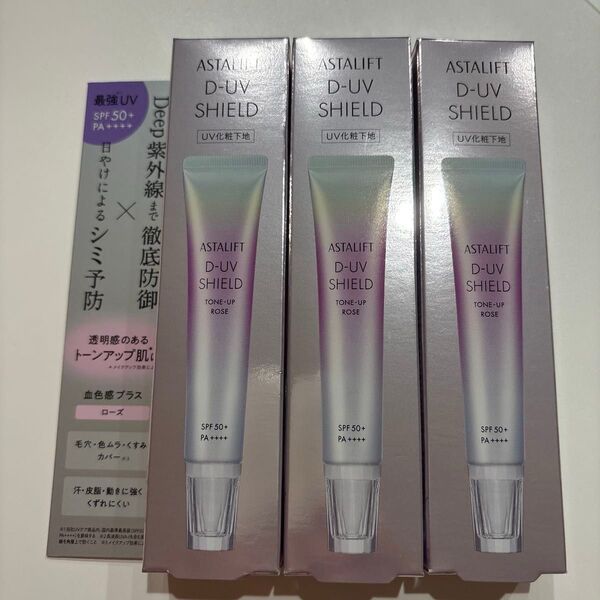 最強UV
SPF50+
PA++++
Deep紫外線まで徹底防御
×
日やけによるシミ予防
透明感のある
トーンアップ肌
血色感プラス
ローズ
毛穴・色ムラ・くすみ
カバー
汗・皮脂・動きに強く
くずれにくい
ASTALIFT
D-UV
SHIELD
UV化粧下地
ASTALIFT
D-UV
SHIELD
TONE-UP
ROSE
SPF50+
PA++++
ASTALIFT
D-UV
SHIELD
UV化粧下地
ASTALIFT
D-UV
SHIELD
TONE-UP
ROSE
SPF50+
PA++++
ASTALIFT
D-UV
SHIELD
UV化粧下地
ASTALIFT
D-UV
SHIELD
TONE-UP
ROSE
SPF50+
PA++++